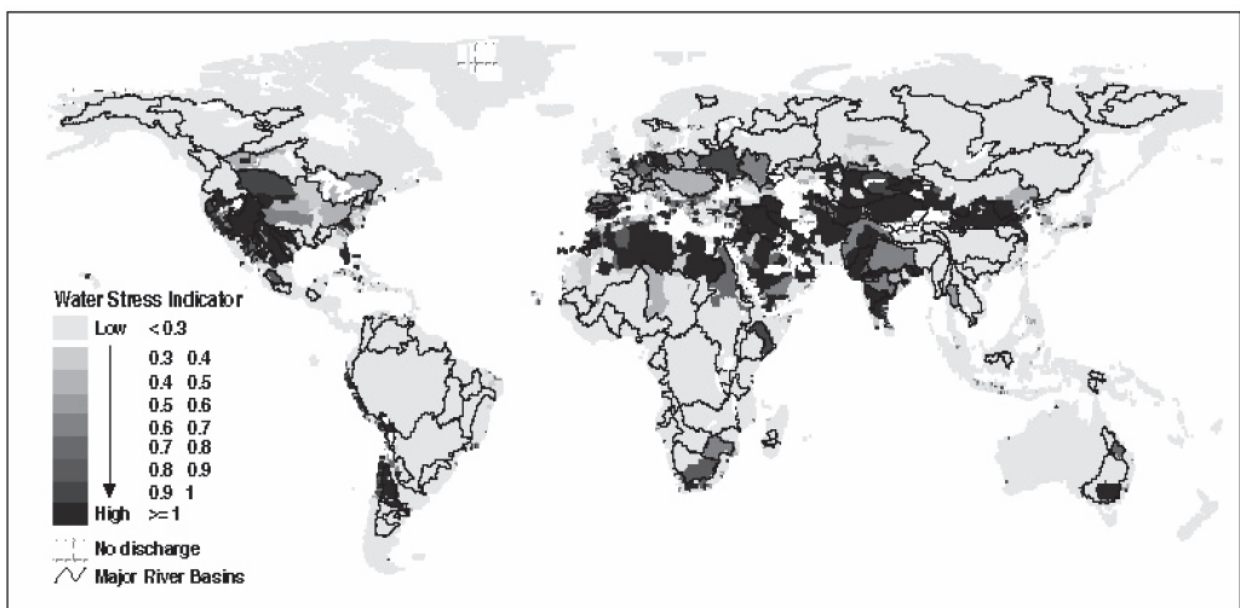 Water Stress Indicator
Low < 0.3
0.3 0.4
0.4 0.5
0.5 0.6
0.6 0.7
0.7 0.8
0.8 0.9
0.9 1
High >= 1
No discharge
Major River Basins